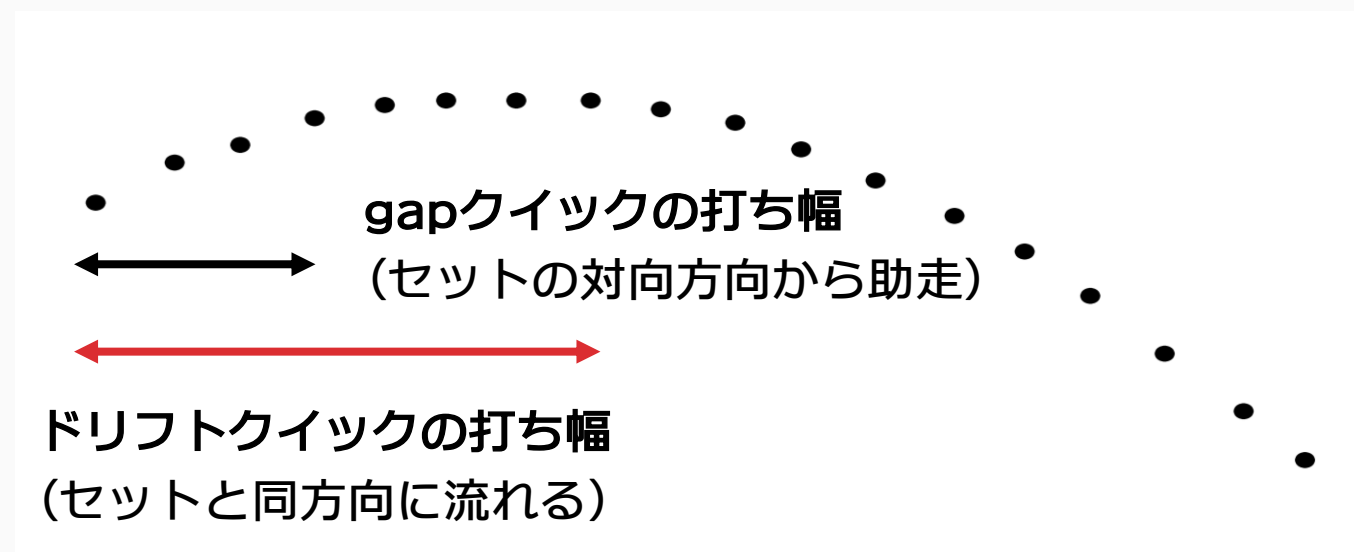 gapクイックの打ち幅
（セットの対向方向から助走）
ドリフトクイックの打ち幅
（セットと同方向に流れる）